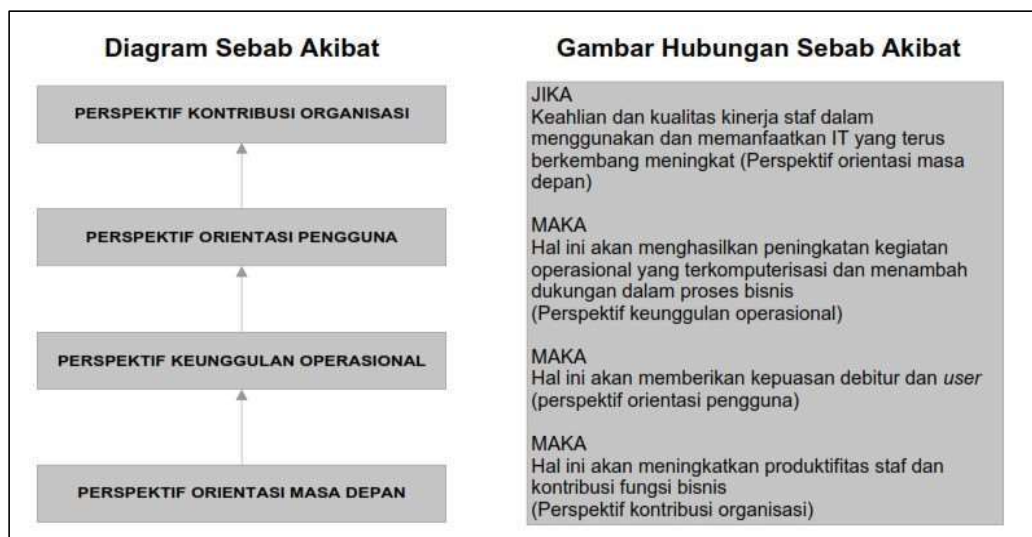 Diagram Sebab Akibat
PERSPEKTIF KONTRIBUSI ORGANISASI
PERSPEKTIF ORIENTASI PENGGUNA
PERSPEKTIF KEUNGGULAN OPERASIONAL
PERSPEKTIF ORIENTASI MASA DEPAN
Gambar Hubungan Sebab Akibat
JIKA
Keahlian dan kualitas kinerja staf dalam
menggunakan dan memanfaatkan IT yang terus
berkembang meningkat (Perspektif orientasi masa
depan)
MAKA
Hal ini akan menghasilkan peningkatan kegiatan
operasional yang terkomputerisasi dan menambah
dukungan dalam proses bisnis
(Perspektif keunggulan operasional)
MAKA
Hal ini akan memberikan kepuasan debitur dan user
(perspektif orientasi pengguna)
MAKA
Hal ini akan meningkatkan produktifitas staf dan
kontribusi fungsi bisnis
(Perspektif kontribusi organisasi)